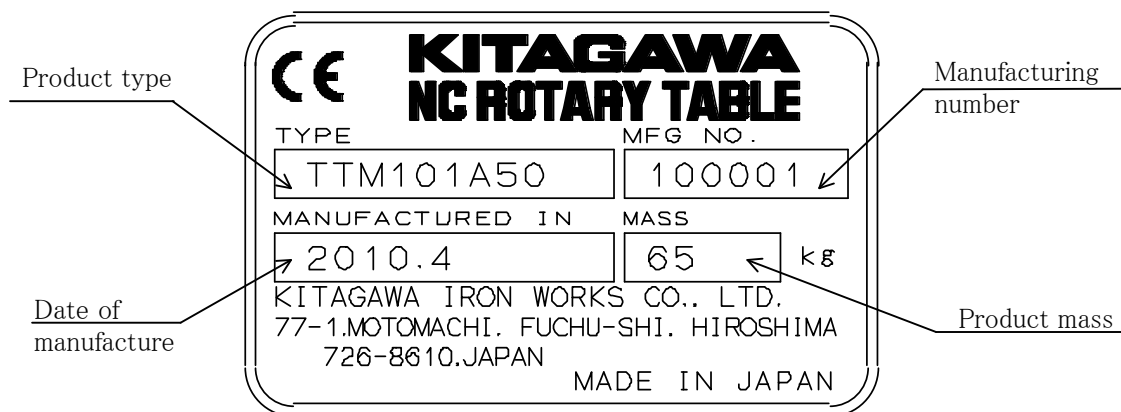 CE KITAGAWA
NC ROTARY TABLE
Product type
Manufacturing
number
TYPE MFG NO.
TTM101A50 100001
MANUFACTURED IN MASS
2010.4 65 kg
KITAGAWA IRON WORKS CO.. LTD.
Date of
manufacture
77-1.MOTOMACHI. FUCHU-SHI. HIROSHIMA
Product mass
726-8610.JAPAN
MADE IN JAPAN